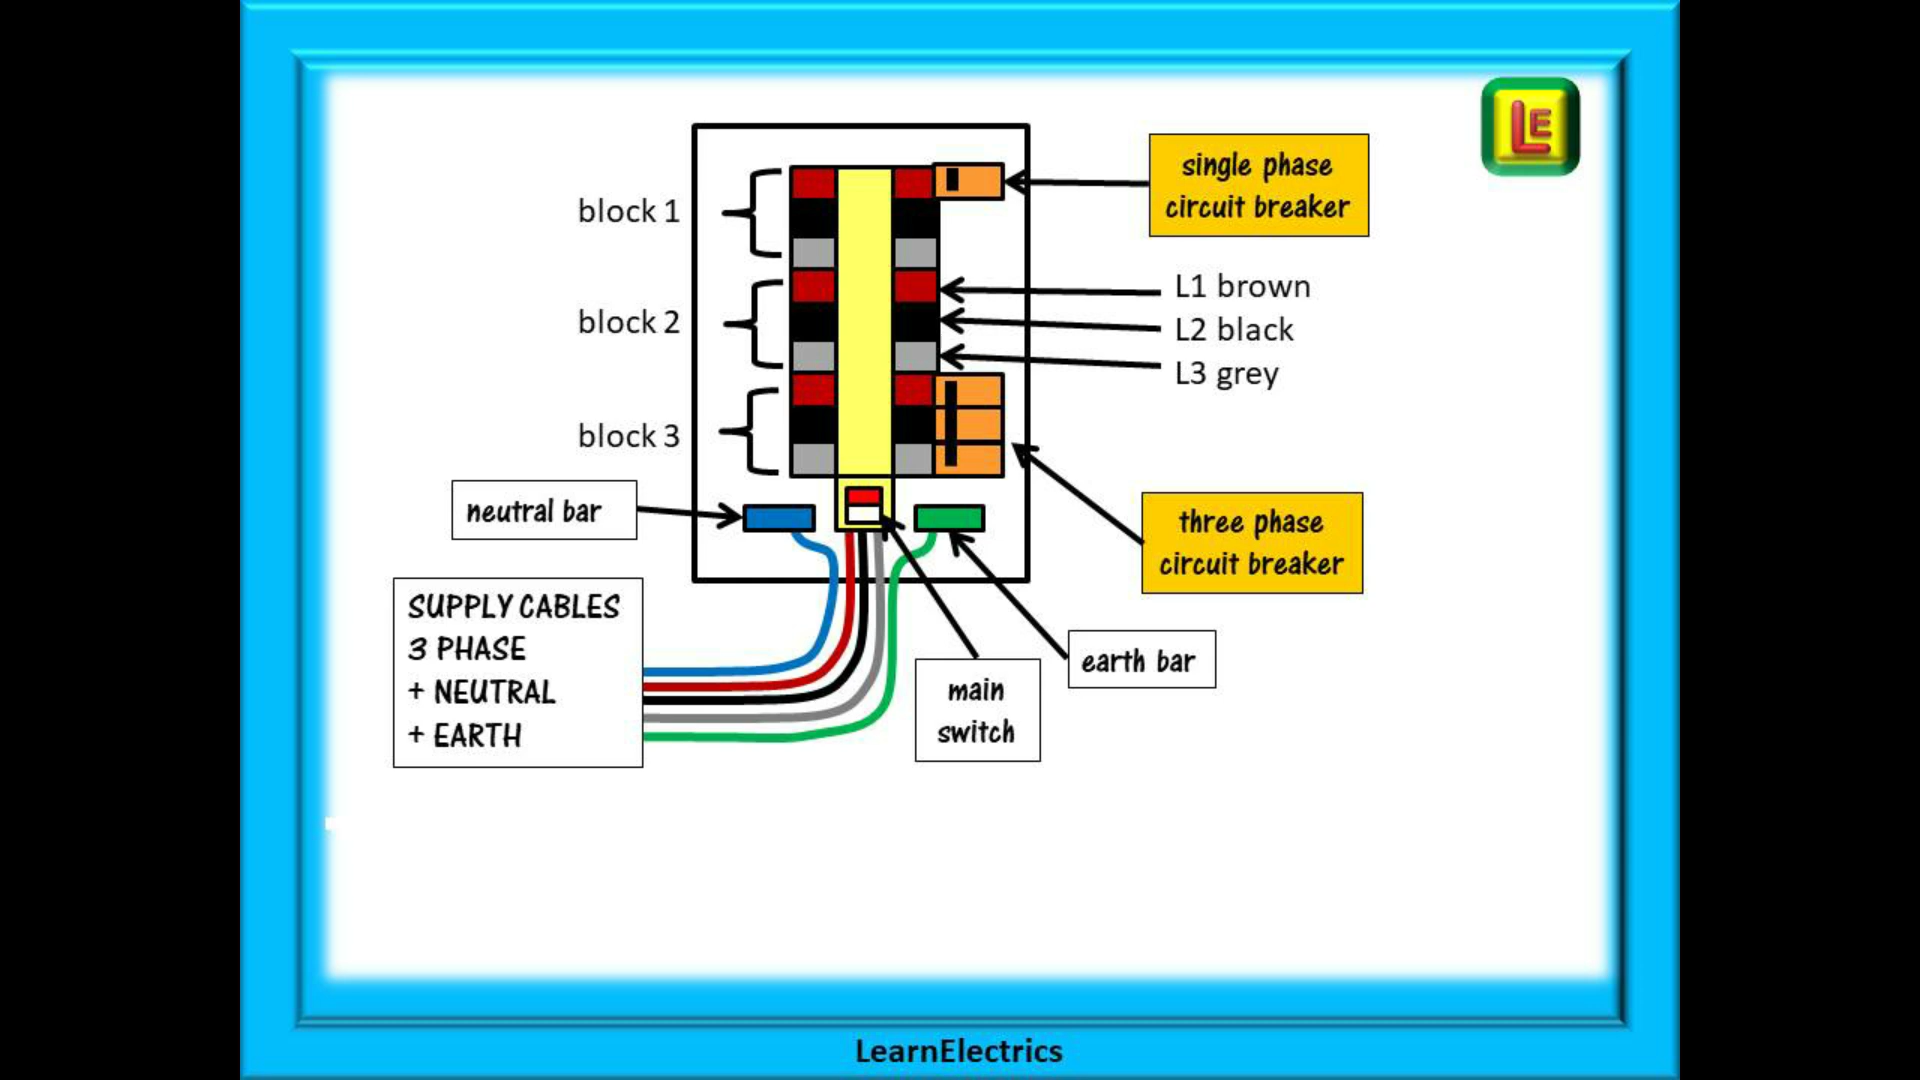 LE
single phase
circuit breaker
block 1
L1 brown
block 2
L2 black
L3 grey
block 3
neutral bar
three phase
circuit breaker
SUPPLY CABLES
3 PHASE
+ NEUTRAL
+ EARTH
earth bar
main
switch
LearnElectrics